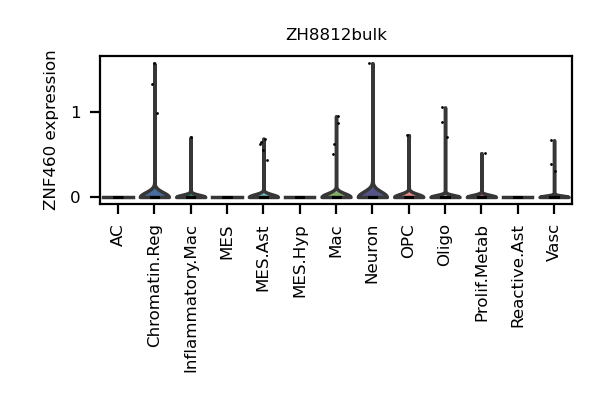 ZH8812bulk
ZNF460 expression
1
0
AC
Chromatin.Reg
Inflammatory.Mac
MES
MES.Ast
MES.Hyp
Mac
Neuron
OPC
Oligo
Prolif.Metab
Reactive.Ast
Vasc